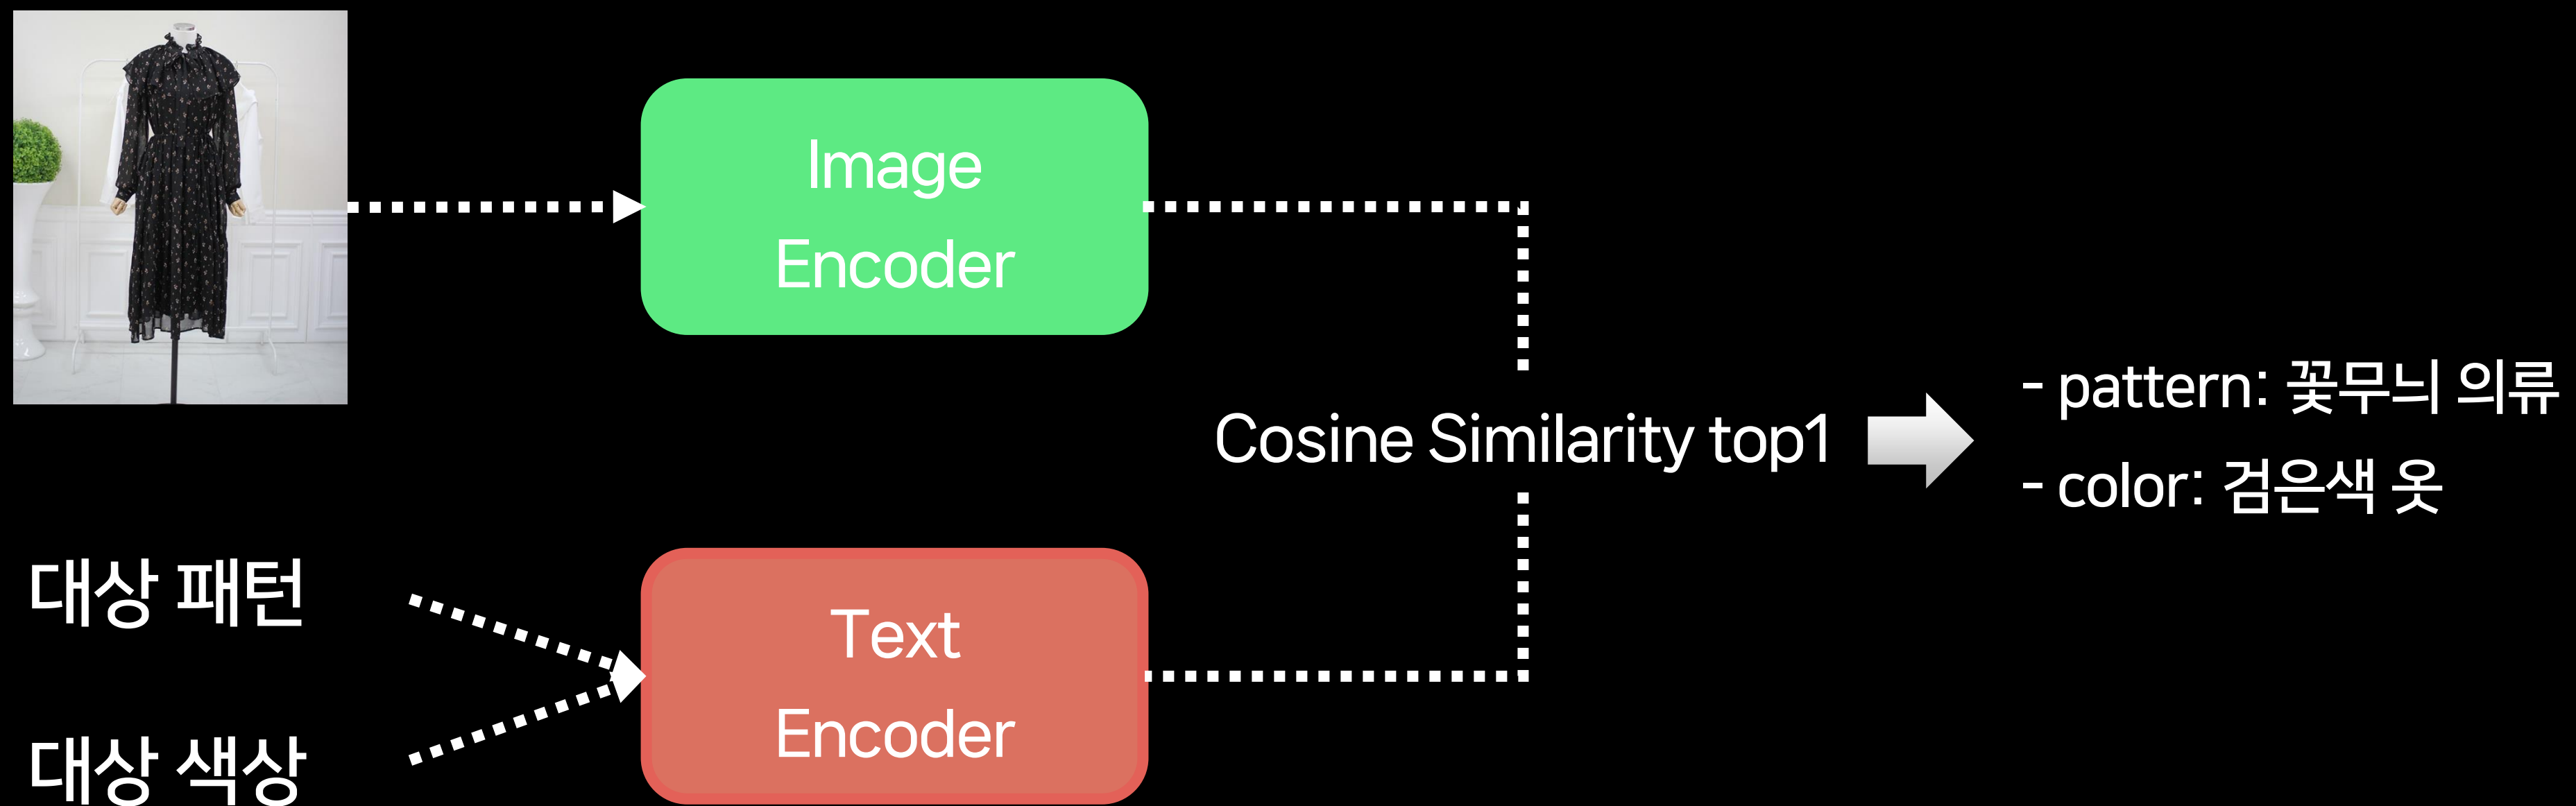 Image
Encoder
Cosine Similarity top1
- pattern: 꽃무늬 의류
- color: 검은색 옷
대상 패턴
대상 색상
Text
Encoder